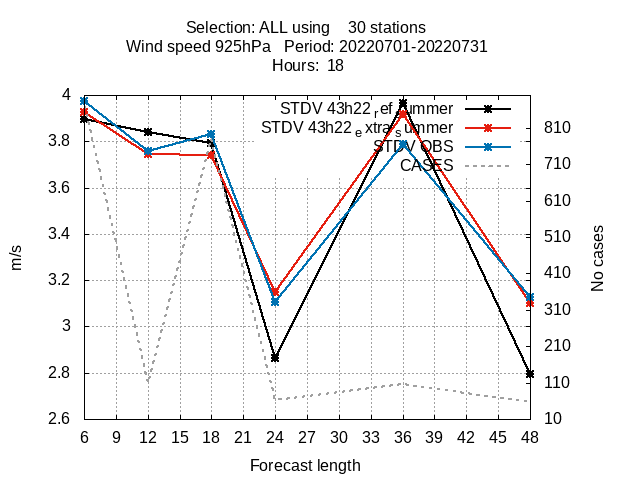 Selection: ALL using    30 stations
Wind speed 925hPa   Period: 20220701-20220731
Hours:  18
4
3.8
3.6
3.4
3.2
3
2.8
2.6
810
710
610
510
410
310
210
110
10
6 9 12 15 18 21 24 27 30 33 36 39 42 45 48
m/s
No cases
Forecast length
STDV 43h22_ref_summer
STDV 43h22_extra_summer
STDV OBS
CASES